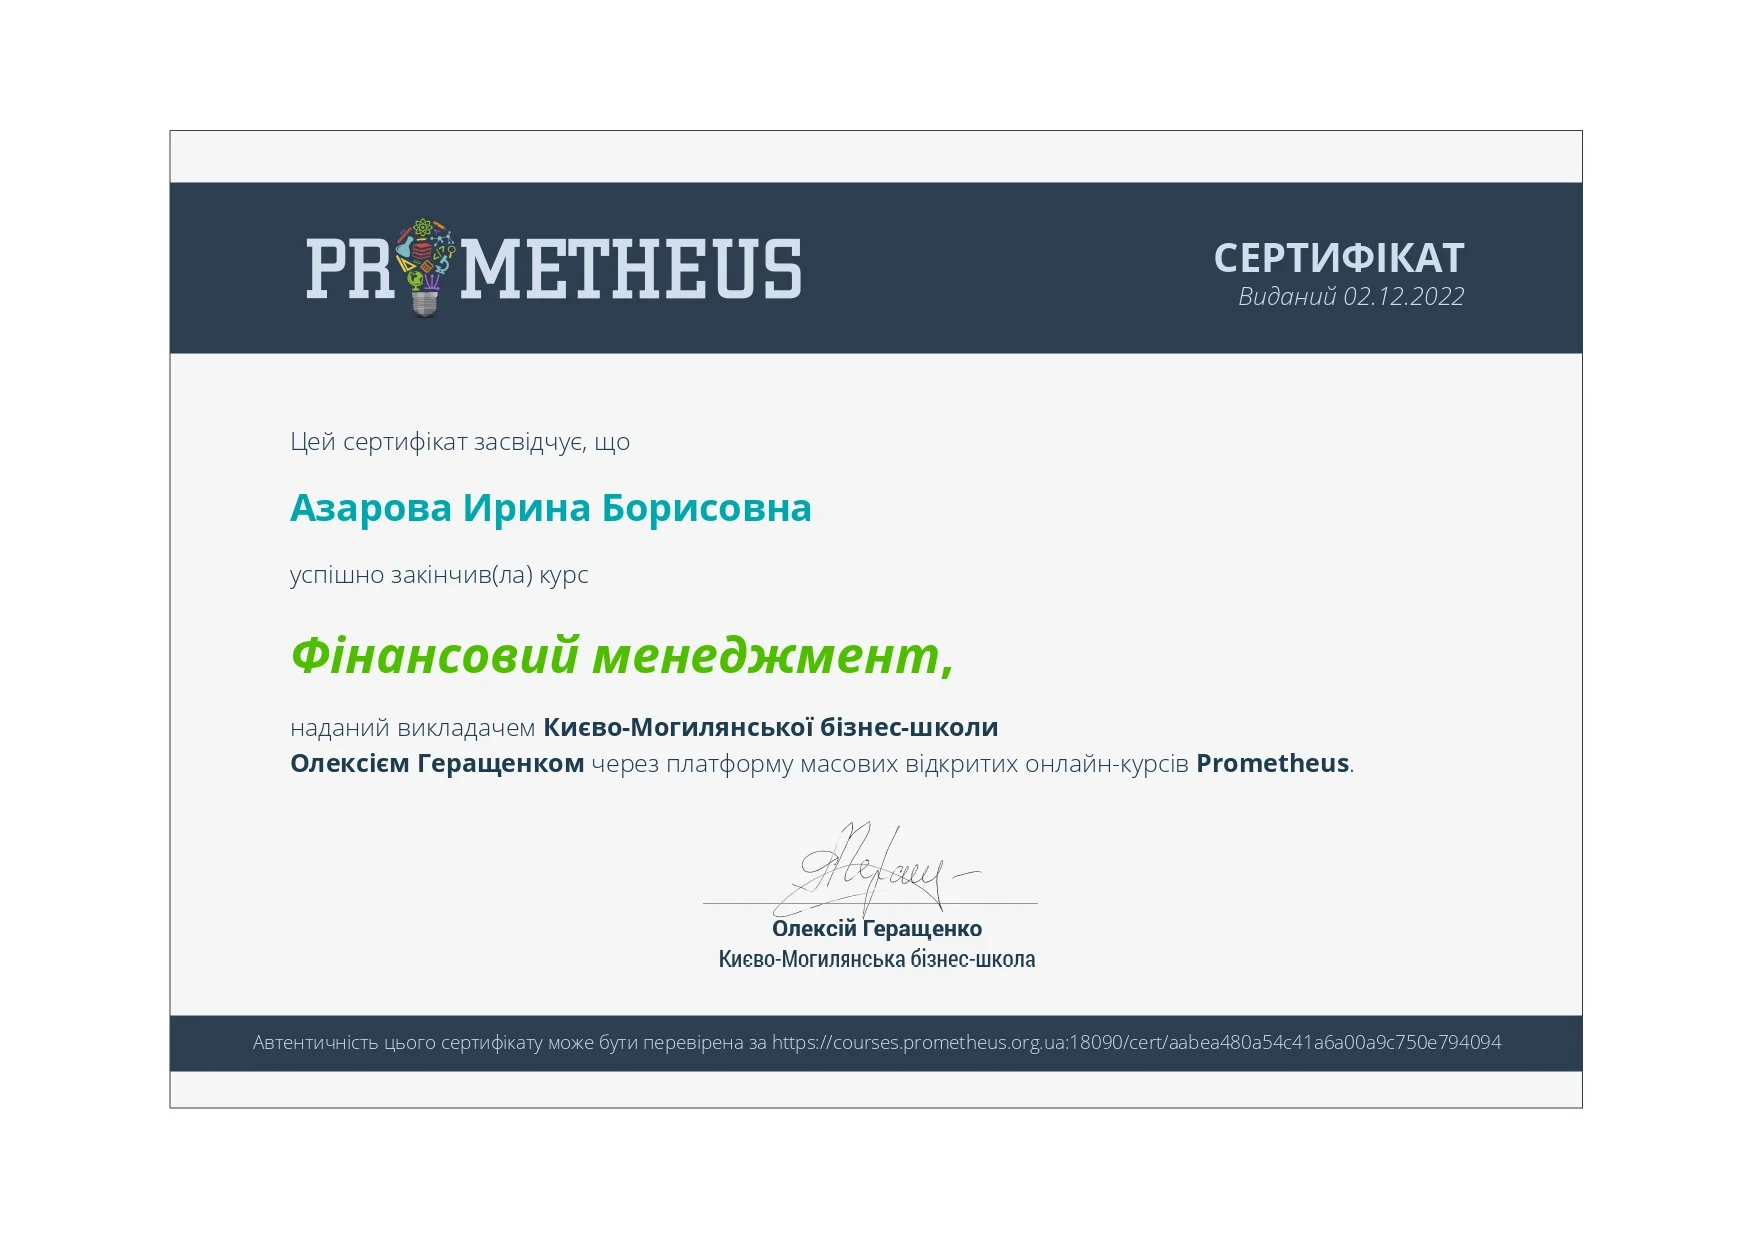 PROMETHEUS
СЕРТИФІКАТ
Виданий 02.12.2022
Цей сертифікат засвідчує, що
Азарова Ирина Борисовна
успішно закінчив(ла) курс
Фінансовий менеджмент,
наданий викладачем Києво-Могилянської бізнес-школи
Олексієм Геращенком через платформу масових відкритих онлайн-курсів Prometheus.
Олексій Геращенко
Києво-Могилянська бізнес-школа
Автентичність цього сертифікату може бути перевірена за https://courses.prometheus.org.ua:18090/cert/aabea480a54c41a6a00a9c750e794094